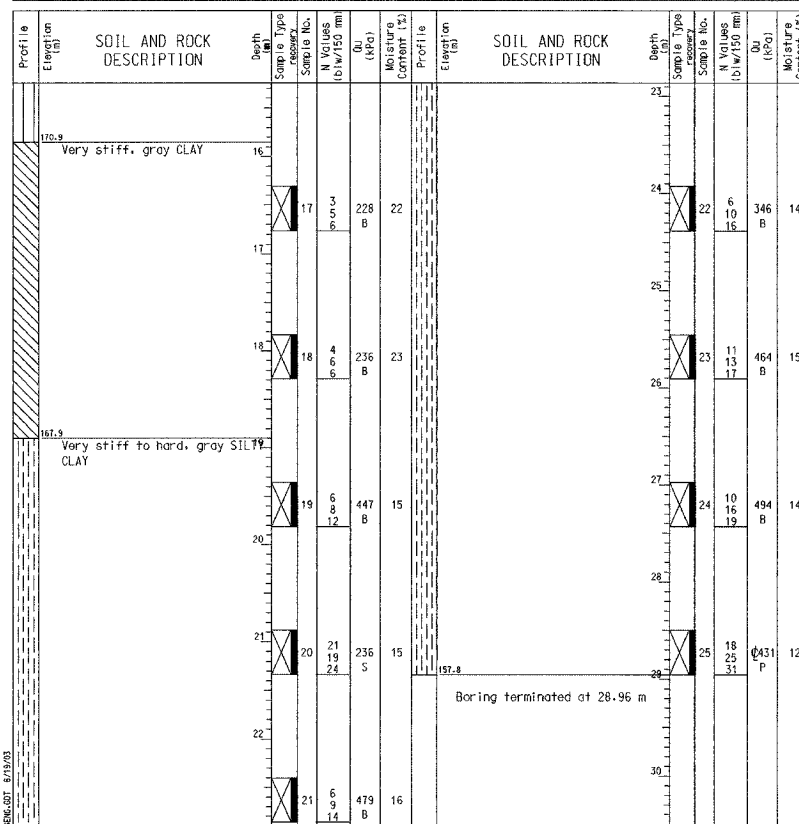 Profile
Elevation (m)
SOIL AND ROCK
DESCRIPTION
Depth (m)
Sample Type
recovery
Sample No.
N Values
(blw/150 mm)
Qu
(kPa)
Moisture
Content (%)
170.9
Very stiff, gray CLAY
16
17
3
5
6
228
B
22
17
18
18
4
6
6
236
B
23
167.9
19
Very stiff to hard, gray SILTY
CLAY
19
6
8
12
447
B
15
20
21
20
21
19
24
236
S
15
22
21
6
9
14
479
B
16
Profile
Elevation (m)
SOIL AND ROCK
DESCRIPTION
Depth (m)
Sample Type
recovery
Sample No.
N Values
(blw/150 mm)
Qu
(kPa)
Moisture
23
24
22
6
10
16
346
B
14
25
23
11
13
17
464
B
15
26
27
24
10
16
19
494
B
14
28
25
18
25
31
431
P
12
157.8
29
Boring terminated at 28.96 m
30
6/19/03